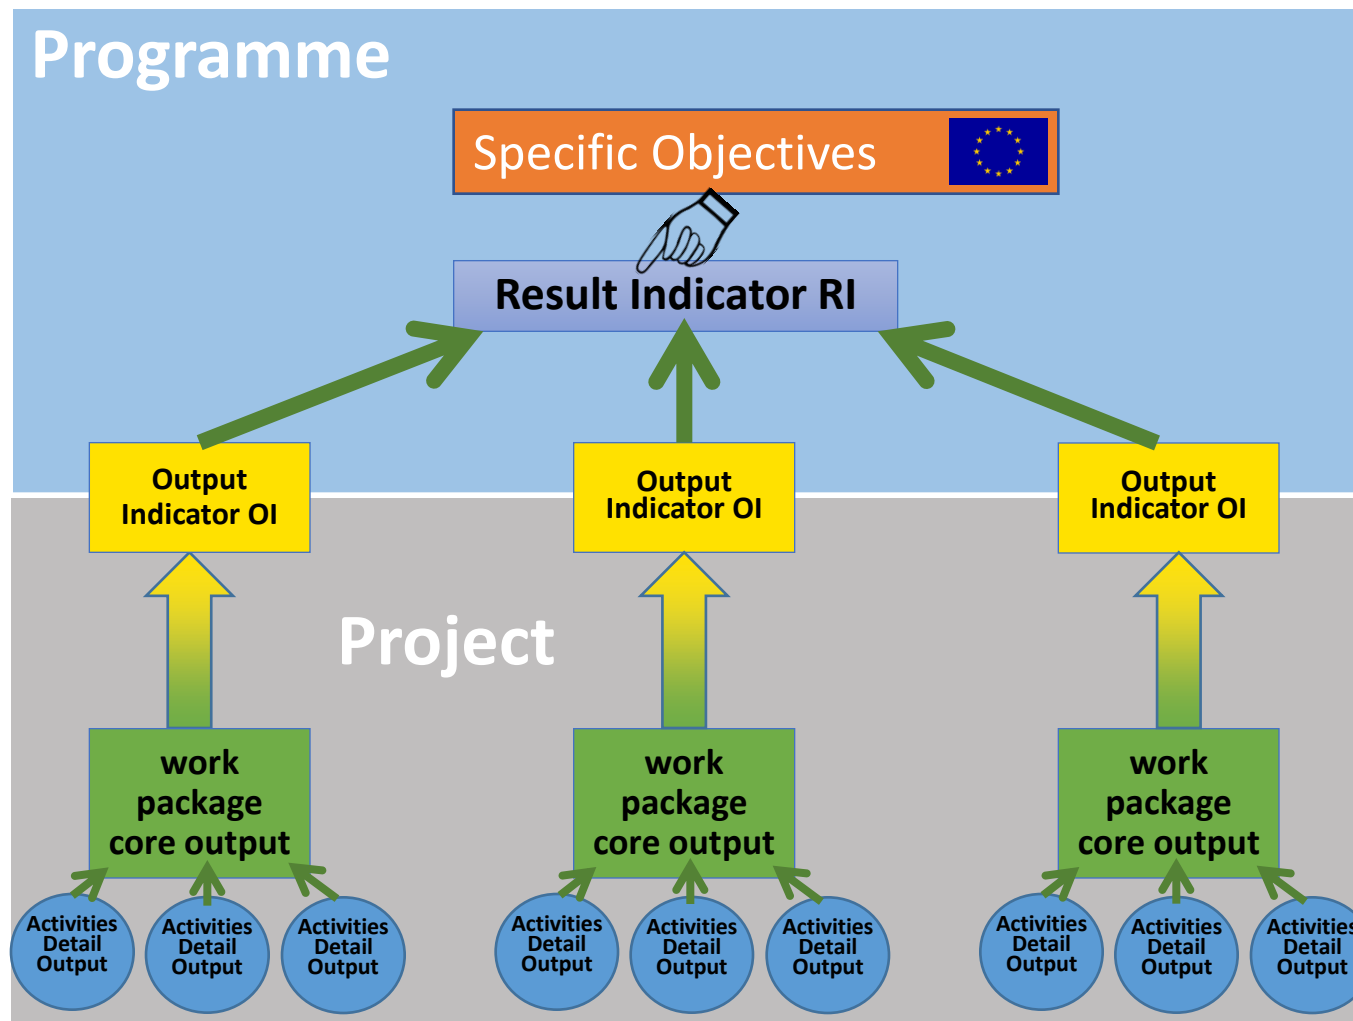 Programme
Specific Objectives
Result Indicator RI
Output
Indicator OI
Output
Indicator OI
Output
Indicator OI
Project
work
package
core output
work
package
core output
work
package
core output
Activities
Detail
Output
Activities
Detail
Output
Activities
Detail
Output
Activities
Detail
Output
Activities
Detail
Output
Activities
Detail
Output
Activities
Detail
Output
Activities
Detail
Output
Activities
Detail
Output